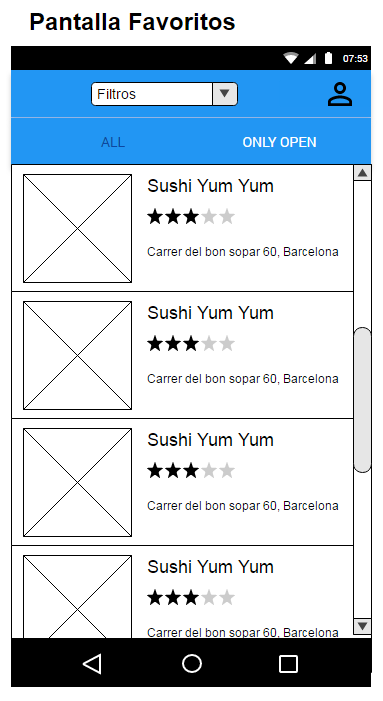 Pantalla Favoritos
07:53
Filtros
ALL
ONLY OPEN
Sushi Yum Yum
Carrer del bon sopar 60, Barcelona
Sushi Yum Yum
Carrer del bon sopar 60, Barcelona
Sushi Yum Yum
Carrer del bon sopar 60, Barcelona
Sushi Yum Yum
Carrer del bon sopar 60, Barcelona